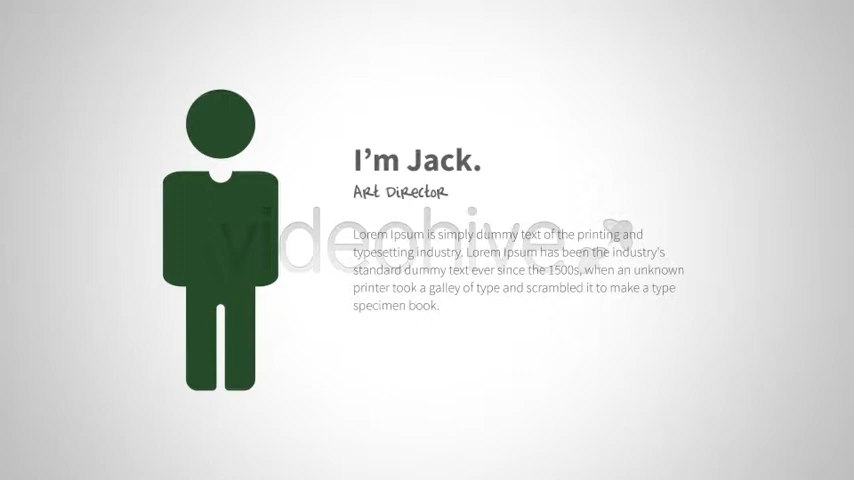 I'm Jack.
Art Director
videohive
Lorem Ipsum is simply dummy text of the printing and
typesetting industry. Lorem Ipsum has been the industry's
standard dummy text ever since the 1500s, when an unknown
printer took a galley of type and scrambled it to make a type
specimen book.